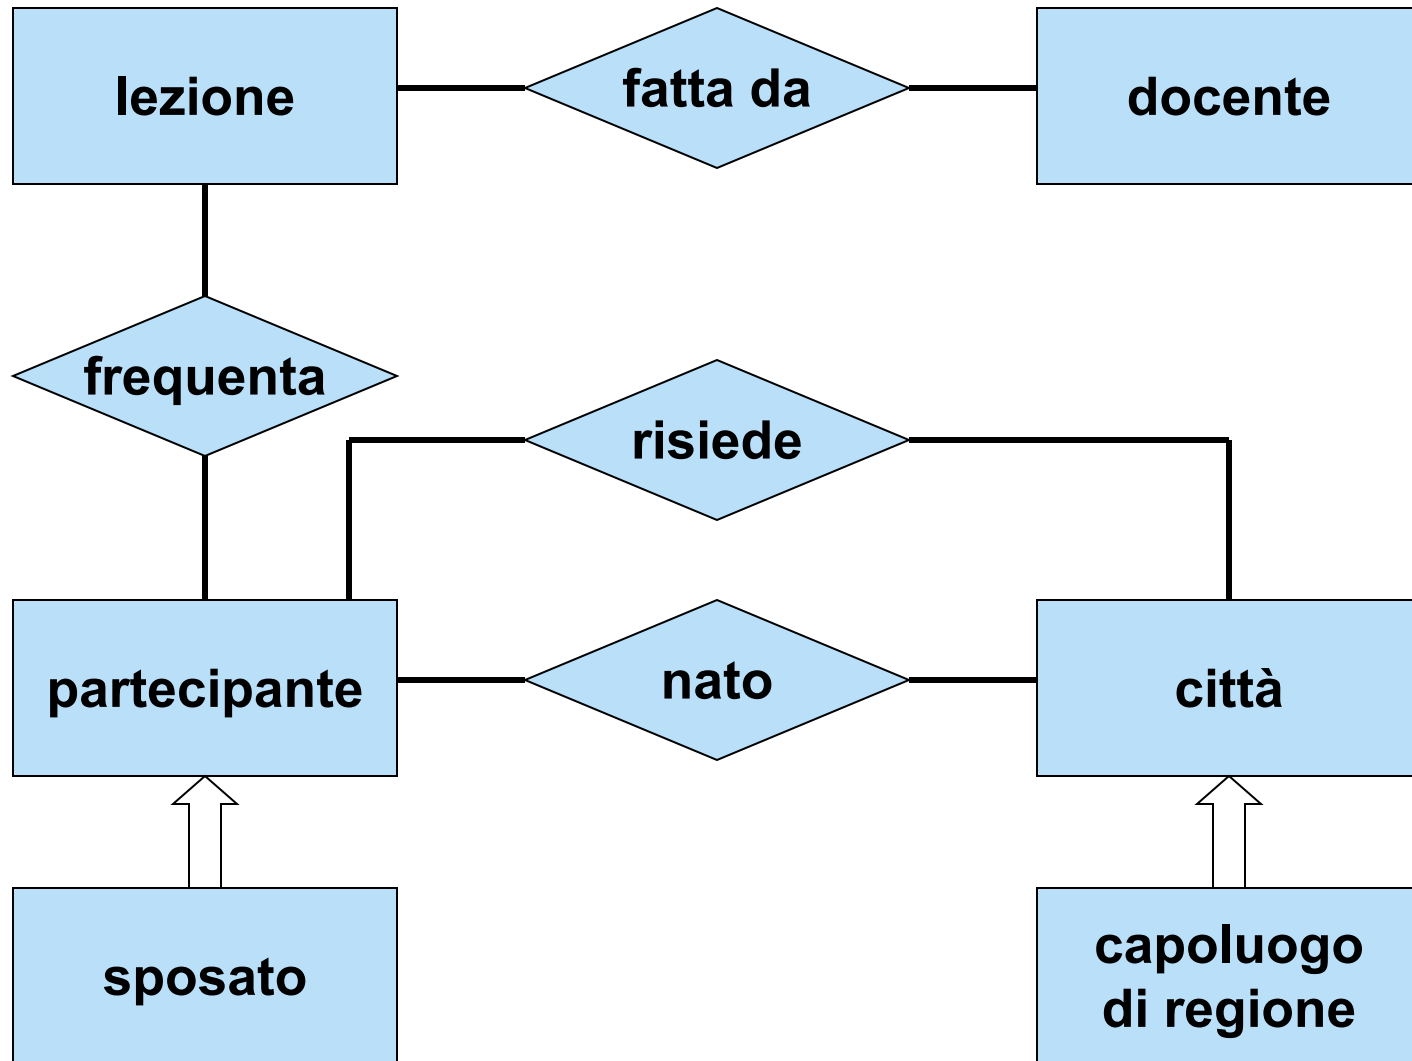 lezione
fatta da
docente
frequenta
risiede
partecipante
nato
città
sposato
capoluogo
di regione